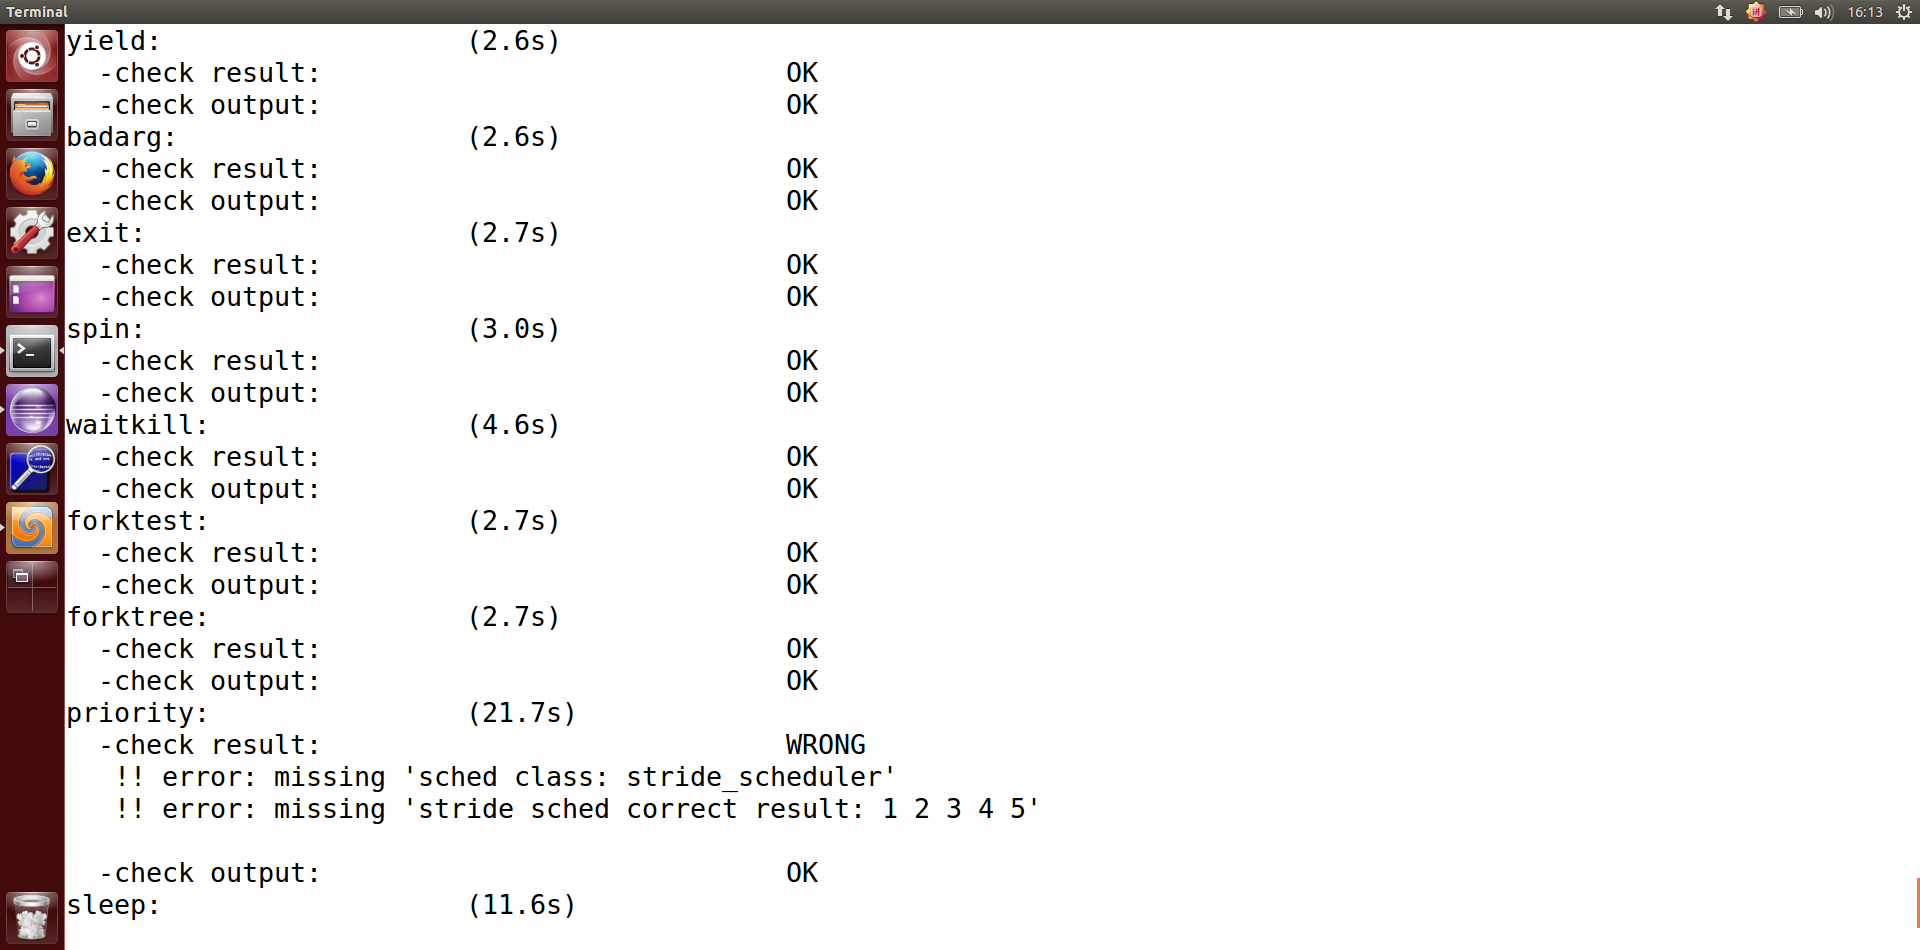 Terminal
16:13
yield: (2.6s)
-check result: OK
-check output: OK
badarg: (2.6s)
-check result: OK
-check output: OK
exit: (2.7s)
-check result: OK
-check output: OK
spin: (3.0s)
-check result: OK
-check output: OK
waitkill: (4.6s)
-check result: OK
-check output: OK
forktest: (2.7s)
-check result: OK
-check output: OK
forktree: (2.7s)
-check result: OK
-check output: OK
priority: (21.7s)
-check result: WRONG
!! error: missing 'sched class: stride_scheduler'
!! error: missing 'stride sched correct result: 1 2 3 4 5'
-check output: OK
sleep: (11.6s)